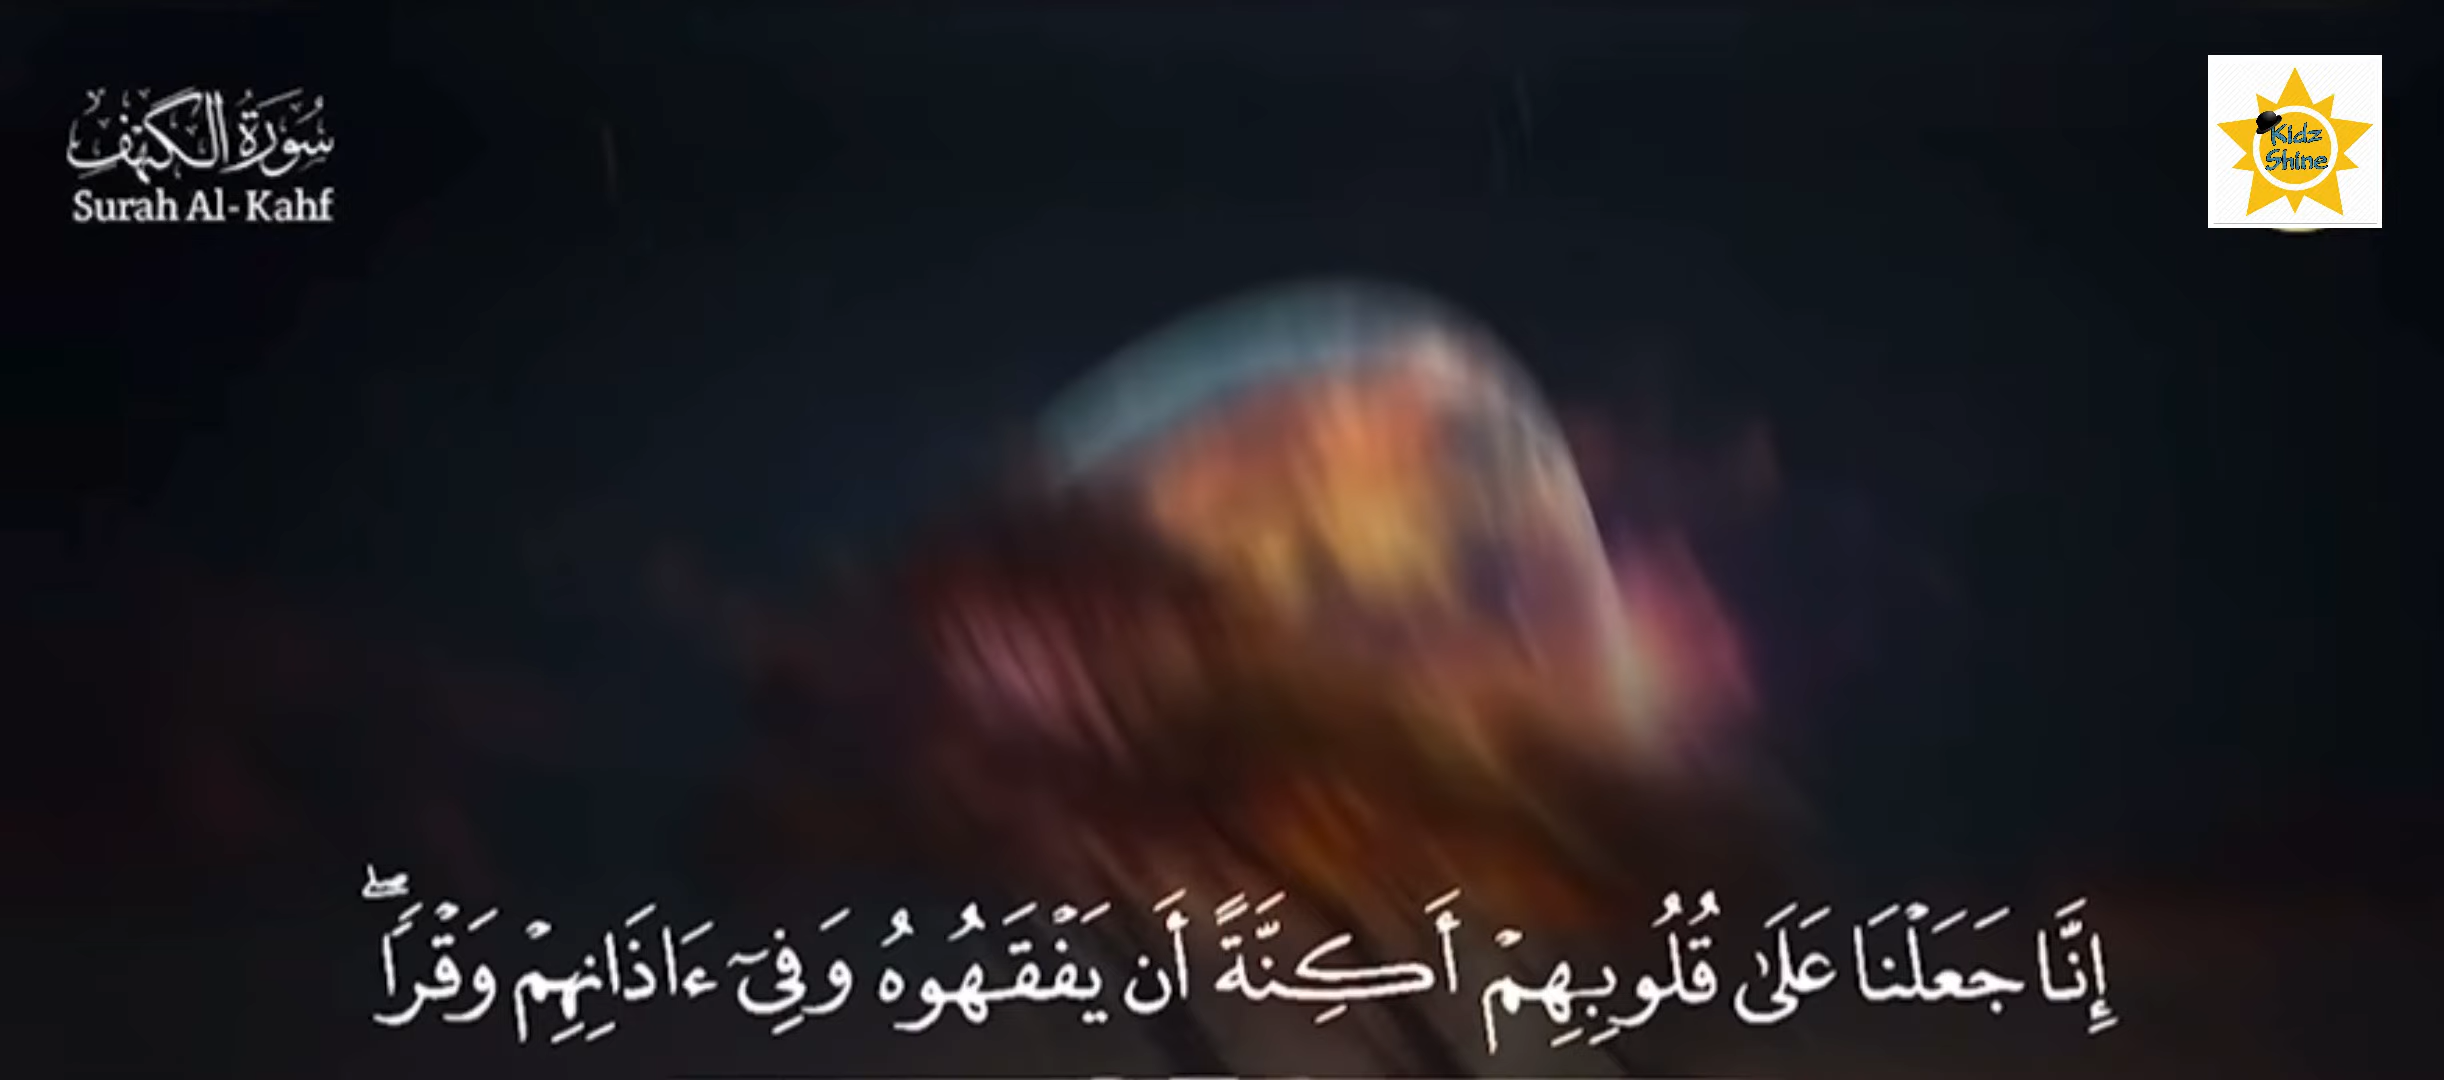 سُورَةُ الكَهْفِ
Surah Al-Kahf
Kidz
Shine
إِنَّا جَعَلْنَا عَلَىٰ قُلُوبِهِمْ أَكِنَّةً أَن يَفْقَهُوهُ وَفِىٓ ءَاذَانِهِمْ وَقْرًاۖ